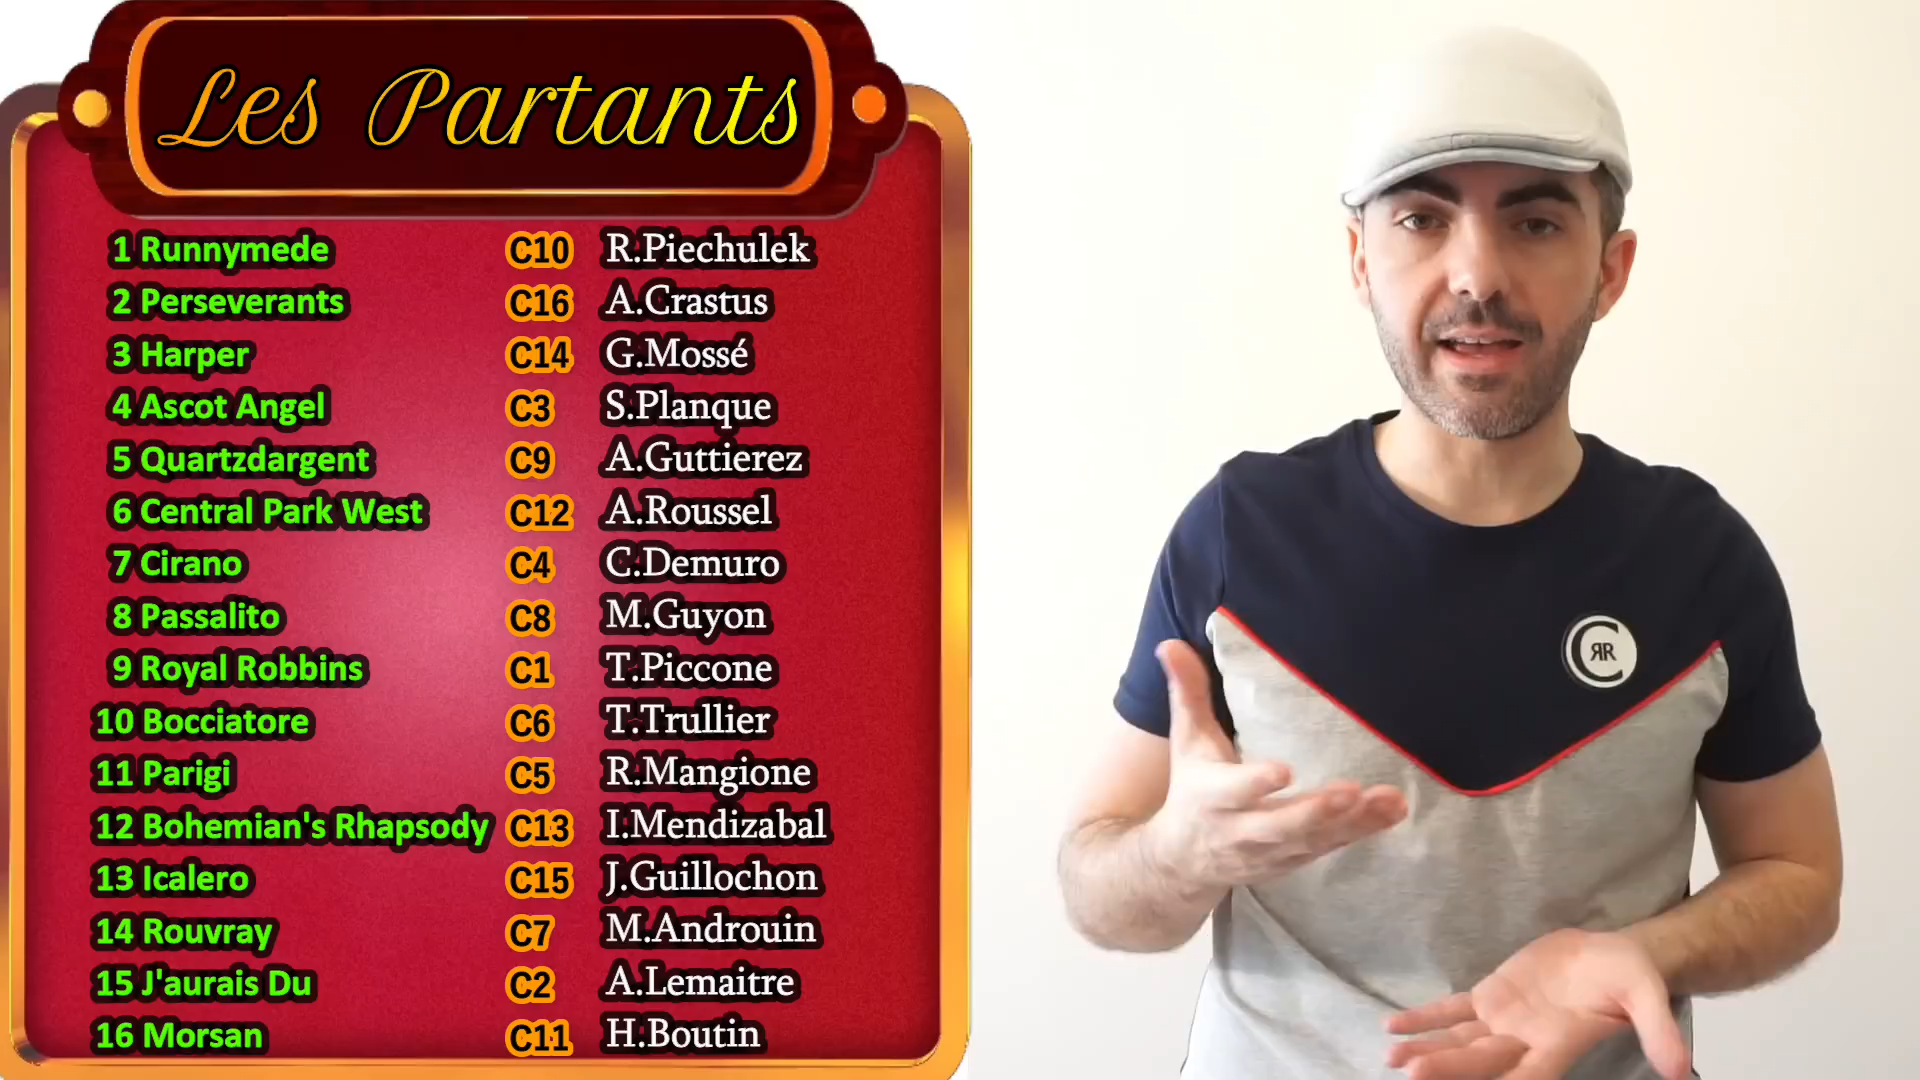 Les Partants
1 Runnymede C10 R.Piechulek
2 Perseverants C16 A.Crastus
3 Harper C14 G.Mossé
4 Ascot Angel C3 S.Planque
5 Quartzdargent C9 A.Guttierez
6 Central Park West C12 A.Roussel
7 Cirano C4 C.Demuro
8 Passalito C8 M.Guyon
9 Royal Robbins C1 T.Piccone
10 Bocciatore C6 T.Trullier
11 Parigi C5 R.Mangione
12 Bohemian's Rhapsody C13 I.Mendizabal
13 Icalero C15 J.Guillochon
14 Rouvray C7 M.Androuin
15 J'aurais Du C2 A.Lemaitre
16 Morsan C11 H.Boutin